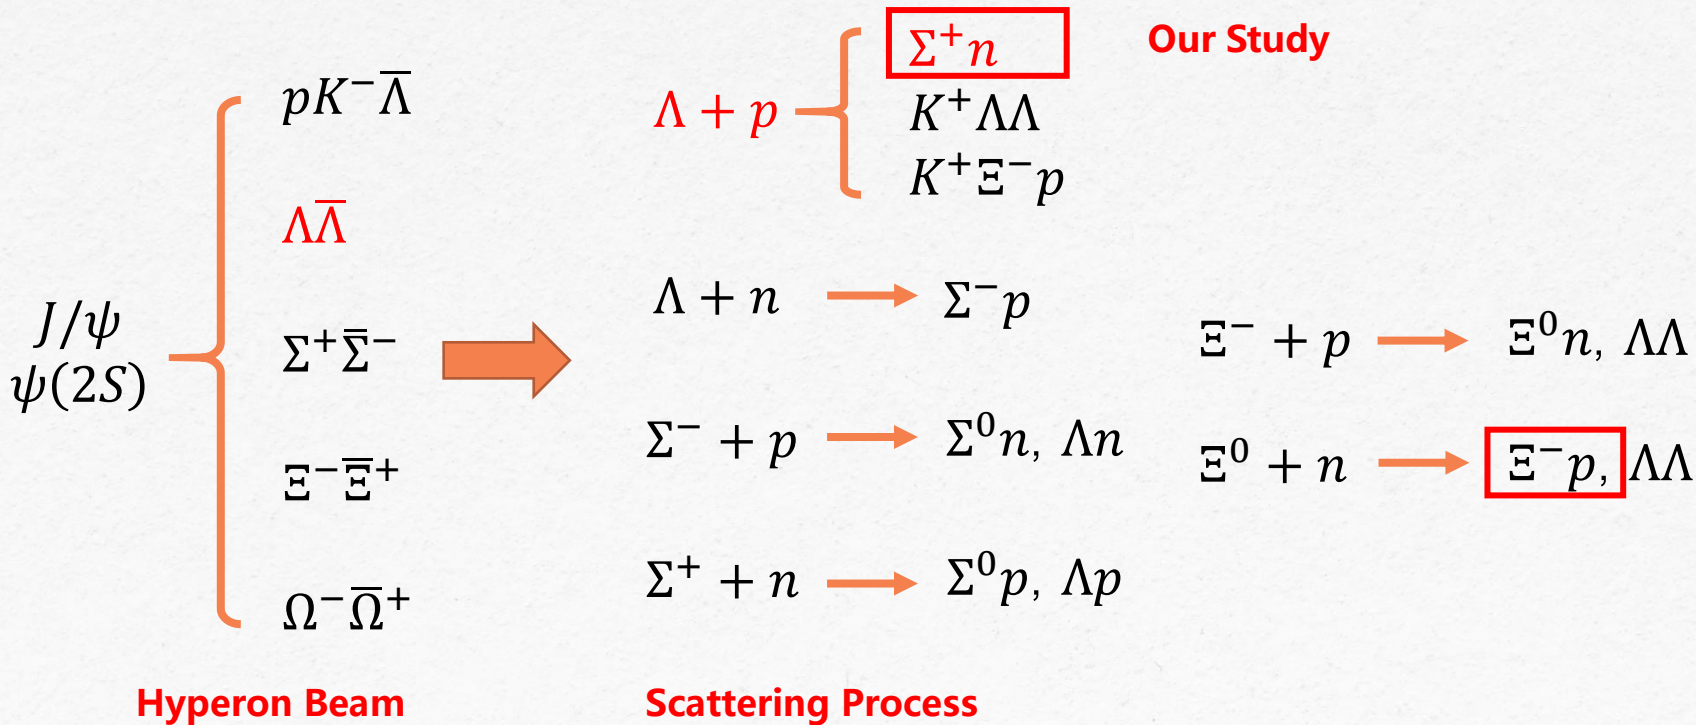 J/ψ
ψ(2S)
pK⁻Λ̅
ΛΛ̅
Σ⁺Σ̅⁻
Ξ⁻Ξ̅⁺
Ω⁻Ω̅⁺
Hyperon Beam
Λ + p
Σ⁺n
K⁺ΛΛ
K⁺Ξ⁻p
Our Study
Λ + n → Σ⁻p
Σ⁻ + p → Σ⁰n, Λn
Σ⁺ + n → Σ⁰p, Λp
Ξ⁻ + p → Ξ⁰n, ΛΛ
Ξ⁰ + n → Ξ⁻p, ΛΛ
Scattering Process